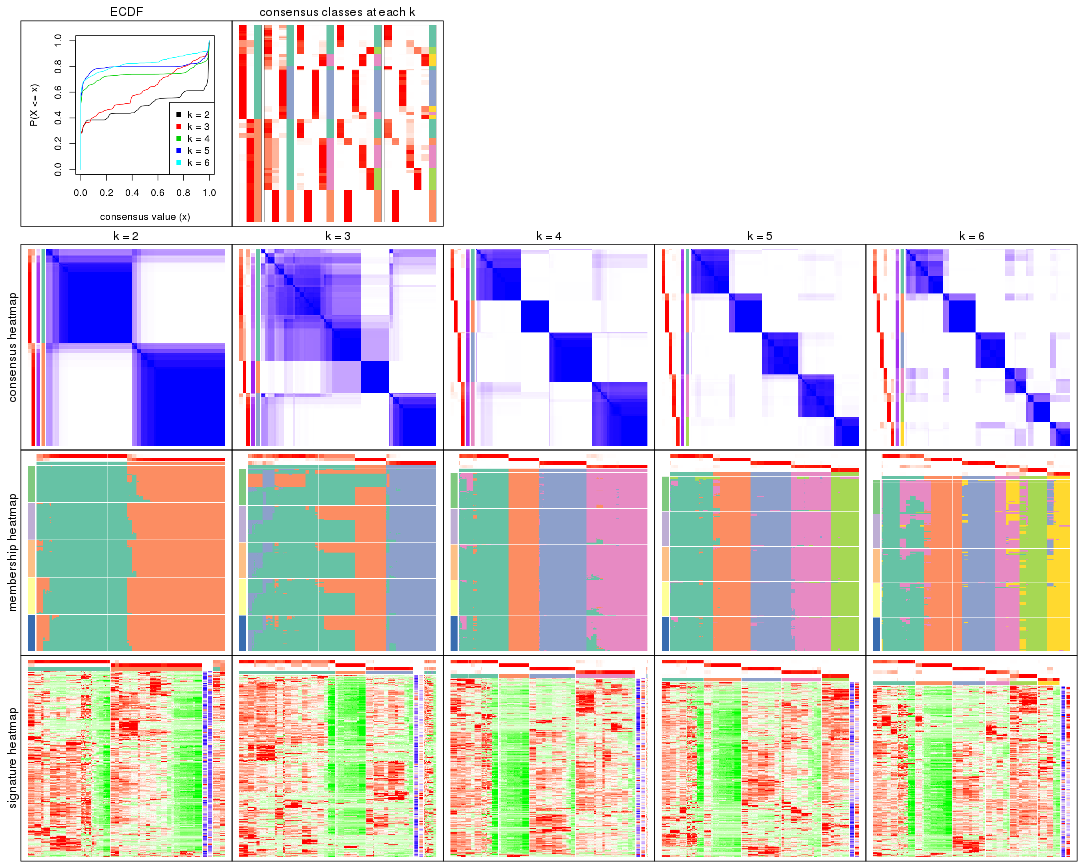 ECDF
consensus classes at each k
P(X <= x)
0.0 0.2 0.4 0.6 0.8 1.0
k = 2
k = 3
k = 4
k = 5
k = 6
0.0 0.2 0.4 0.6 0.8 1.0
consensus value (x)
k = 2
k = 3
k = 4
k = 5
k = 6
consensus heatmap
membership heatmap
signature heatmap